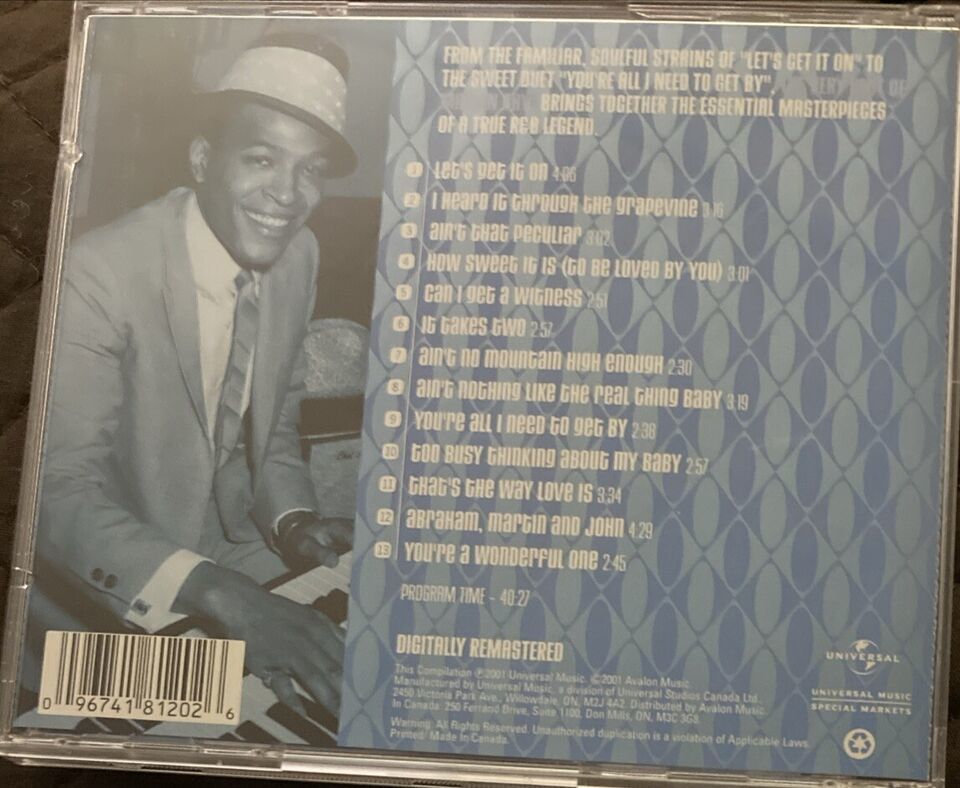 FROM THE FAMILIAR, SOULFUL STRAINS OF "LET'S GET IT ON" TO
THE SWEET DUET "YOU'RE ALL I NEED TO GET BY", VERY OF
BRINGS TOGETHER THE ESSENTIAL MASTERPIECES
OF A TRUE R&B LEGEND.
1 Let's get it on 4:06
2 I Heard it through the grapevine 3:16
3 ain't that peculiar 3:02
4 How sweet it is (to be loved by you) 3:01
5 Can I get a witness 2:51
6 It takes two 2:57
7 ain't no mountain high enough 2:30
8 ain't nothing like the real thing baby 3:19
9 You're all I need to get by 2:38
10 too busy thinking about my baby 2:57
11 that's the way love is 3:34
12 Abraham, martin and john 4:29
13 You're a wonderful one 2:45
PROGRAM TIME - 40:27
DIGITALLY REMASTERED
This Compilation ℗2001 Universal Music. ©2001 Avalon Music.
Manufactured by Universal Music, a division of Universal Studios Canada Ltd.,
2450 Victoria Park Ave., Willowdale, ON, M2J 4A2. Distributed by Avalon Music
In Canada: 250 Ferrand Drive, Suite 1100, Don Mills, ON, M3C 3G8.
Warning: All Rights Reserved. Unauthorized duplication is a violation of Applicable Laws.
Printed/Made In Canada.
UNIVERSAL
UNIVERSAL MUSIC
SPECIAL MARKETS
0 96741 81202 6